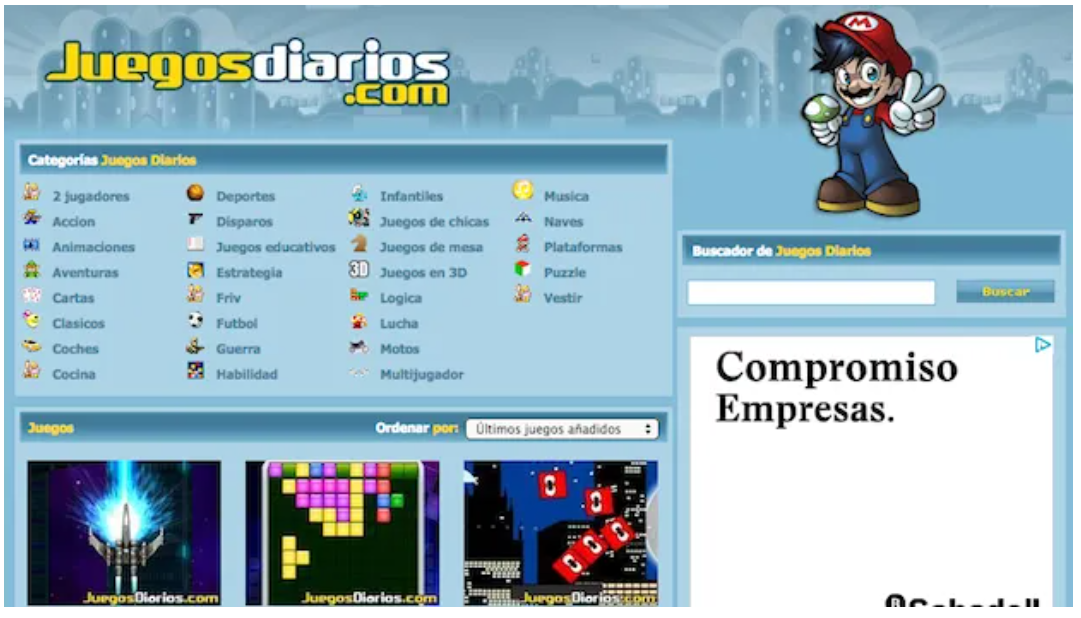 Juegosdiarios
.com
M
Categorías Juegos Diarios
2 jugadores
Accion
Animaciones
Aventuras
Cartas
Clasicos
Coches
Cocina
Deportes
Disparos
Juegos educativos
Estrategia
Friv
Futbol
Guerra
Habilidad
Infantiles
Juegos de chicas
Juegos de mesa
3D Juegos en 3D
Logica
Lucha
Motos
Multijugador
Musica
Naves
Plataformas
Puzzle
Vestir
Buscador de Juegos Diarios
Buscar
Compromiso
Empresas.
Juegos
Ordenar por: Últimos juegos añadidos
JuegosDiarios.com
JuegosDiarios.com
JuegosDiarios.com